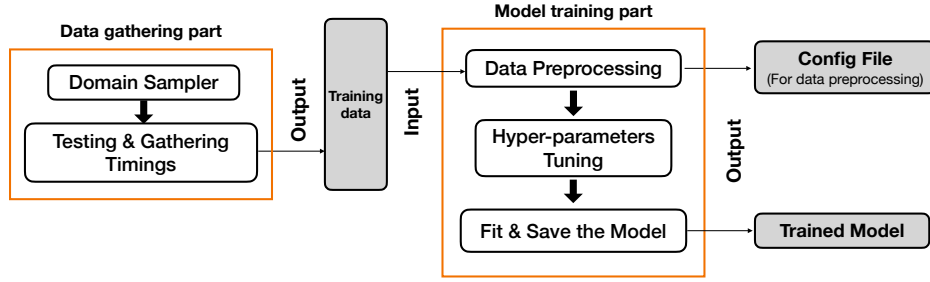 Data gathering part
Domain Sampler
Testing & Gathering
Timings
Output
Training
data
Input
Model training part
Data Preprocessing
Hyper-parameters
Tuning
Fit & Save the Model
Output
Config File
(For data preprocessing)
Trained Model